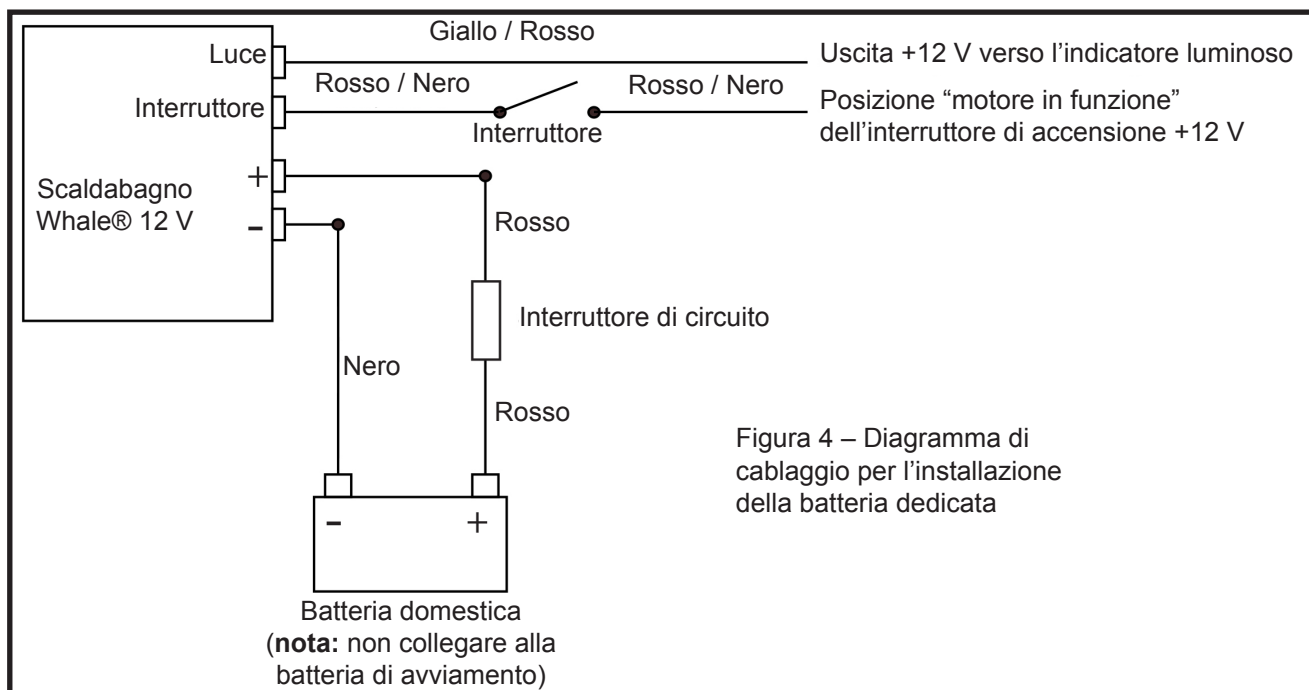 Giallo / Rosso
Luce
Uscita +12 V verso l’indicatore luminoso
Rosso / Nero
Rosso / Nero
Interruttore
Posizione “motore in funzione”
dell’interruttore di accensione +12 V
Interruttore
+
Scaldabagno
Whale® 12 V
-
Rosso
Interruttore di circuito
Nero
Rosso
Figura 4 – Diagramma di
cablaggio per l’installazione
della batteria dedicata
- +
Batteria domestica
(nota: non collegare alla
batteria di avviamento)